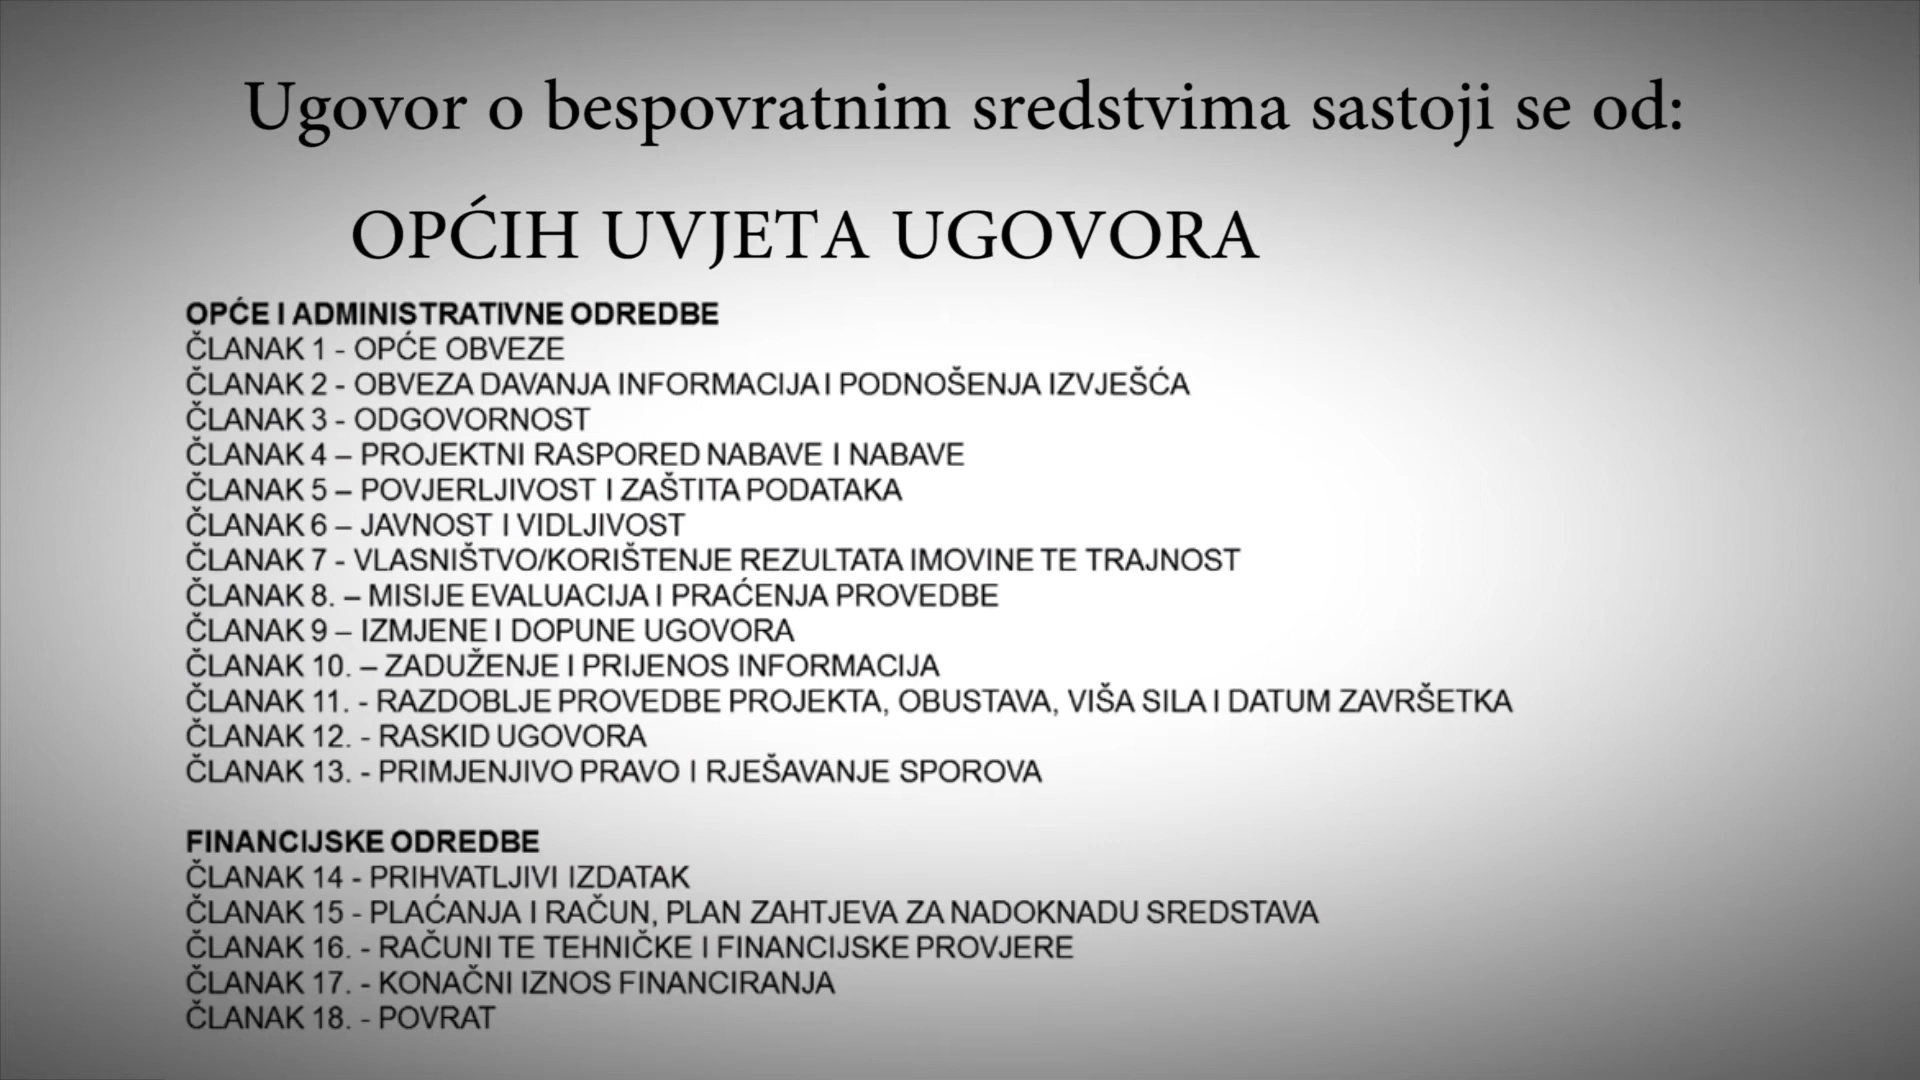 Ugovor o bespovratnim sredstvima sastoji se od:
OPĆIH UVJETA UGOVORA
OPĆE I ADMINISTRATIVNE ODREDBE
ČLANAK 1 - OPĆE OBVEZE
ČLANAK 2 - OBVEZA DAVANJA INFORMACIJA I PODNOŠENJA IZVJEŠĆA
ČLANAK 3 - ODGOVORNOST
ČLANAK 4 – PROJEKTNI RASPORED NABAVE I NABAVE
ČLANAK 5 – POVJERLJIVOST I ZAŠTITA PODATAKA
ČLANAK 6 – JAVNOST I VIDLJIVOST
ČLANAK 7 - VLASNIŠTVO/KORIŠTENJE REZULTATA IMOVINE TE TRAJNOST
ČLANAK 8. – MISIJE EVALUACIJA I PRAĆENJA PROVEDBE
ČLANAK 9 – IZMJENE I DOPUNE UGOVORA
ČLANAK 10. – ZADUŽENJE I PRIJENOS INFORMACIJA
ČLANAK 11. - RAZDOBLJE PROVEDBE PROJEKTA, OBUSTAVA, VIŠA SILA I DATUM ZAVRŠETKA
ČLANAK 12. - RASKID UGOVORA
ČLANAK 13. - PRIMJENJIVO PRAVO I RJEŠAVANJE SPOROVA
FINANCIJSKE ODREDBE
ČLANAK 14 - PRIHVATLJIVI IZDATAK
ČLANAK 15 - PLAĆANJA I RAČUN, PLAN ZAHTJEVA ZA NADOKNADU SREDSTAVA
ČLANAK 16. - RAČUNI TE TEHNIČKE I FINANCIJSKE PROVJERE
ČLANAK 17. - KONAČNI IZNOS FINANCIRANJA
ČLANAK 18. - POVRAT